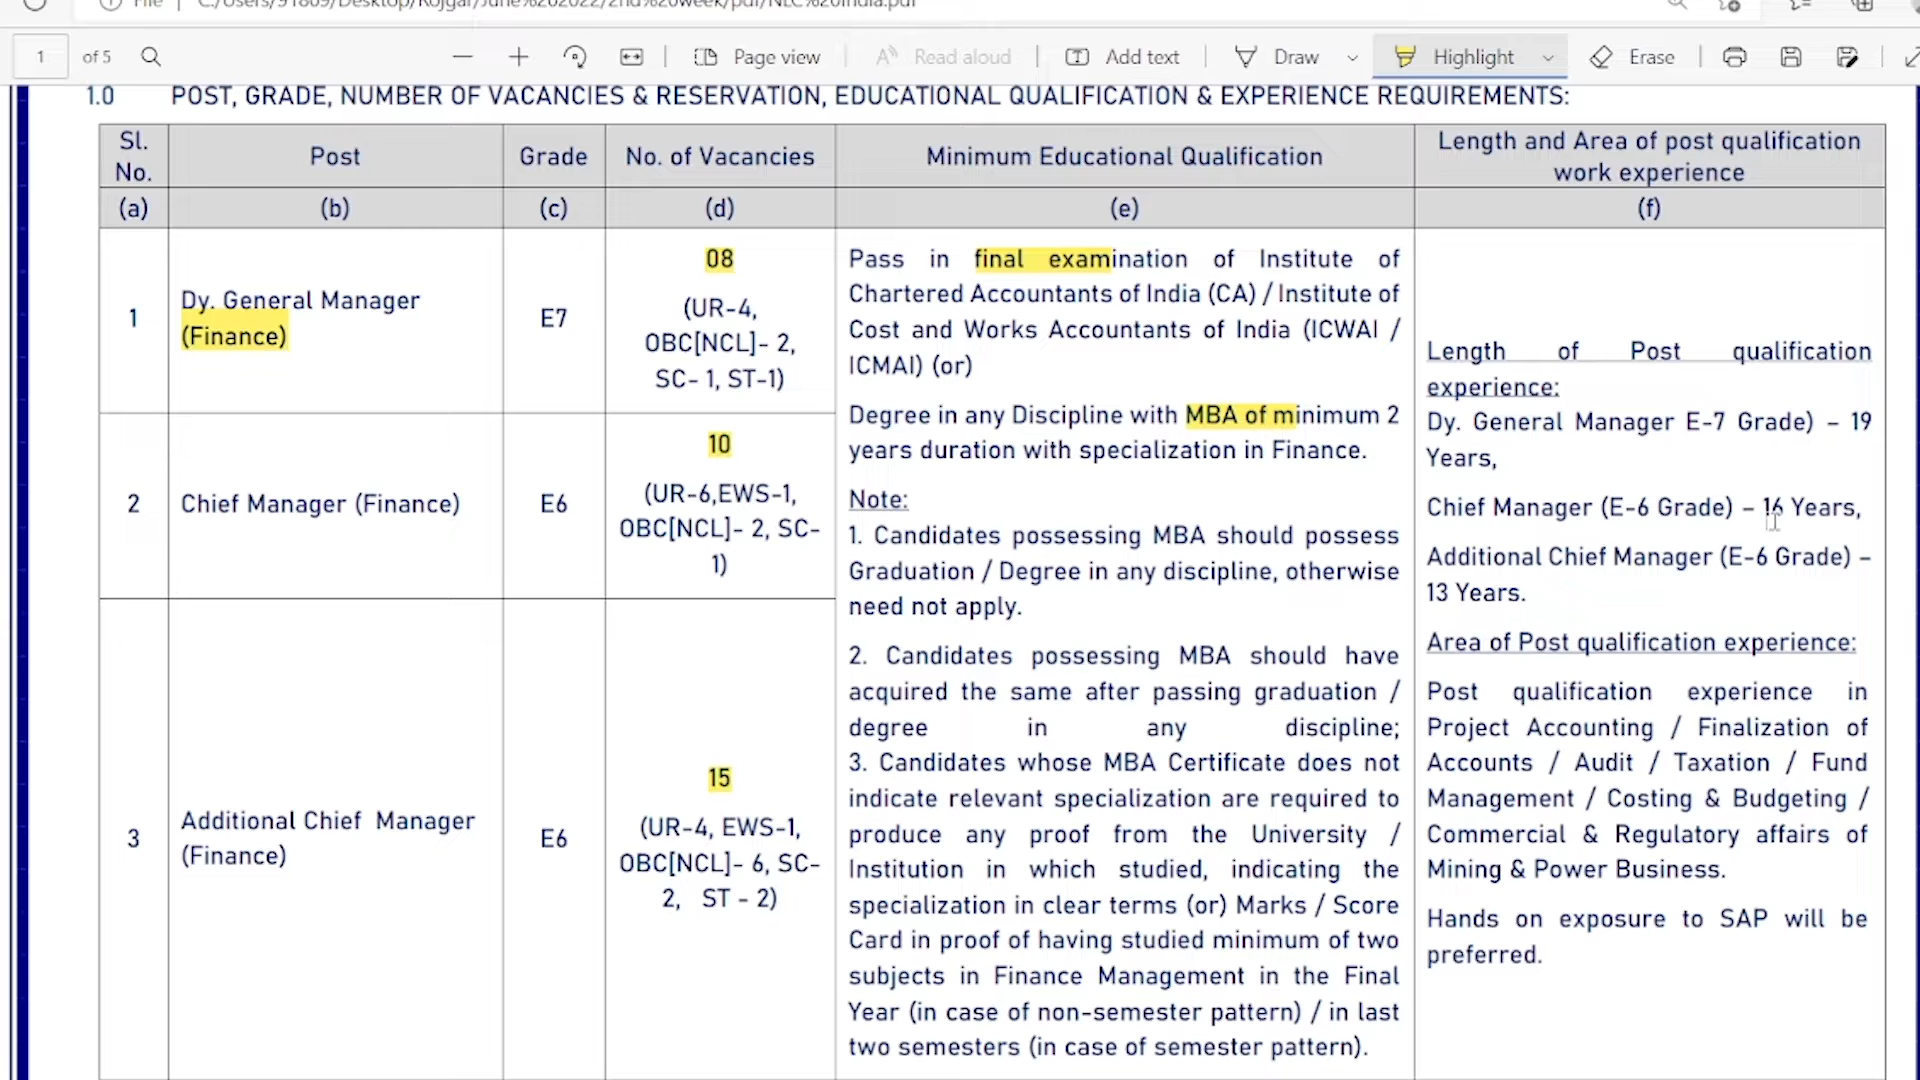 File
C:/Users/91869/Desktop/Rojgar/June%202022/2nd%20week/pdf/NLC%20India.pdf
1 of 5
Page view
Read aloud
Add text
Draw
Highlight
Erase
1.0 POST, GRADE, NUMBER OF VACANCIES & RESERVATION, EDUCATIONAL QUALIFICATION & EXPERIENCE REQUIREMENTS:
Sl.
No.
Post
Grade
No. of Vacancies
Minimum Educational Qualification
Length and Area of post qualification
work experience
(a)
(b)
(c)
(d)
(e)
(f)
1
Dy. General Manager
(Finance)
E7
08
(UR-4,
OBC[NCL]- 2,
SC- 1, ST-1)
2
Chief Manager (Finance)
E6
10
(UR-6,EWS-1,
OBC[NCL]- 2, SC-
1)
3
Additional Chief Manager
(Finance)
E6
15
(UR-4, EWS-1,
OBC[NCL]- 6, SC-
2, ST - 2)
Pass in final examination of Institute of
Chartered Accountants of India (CA) / Institute of
Cost and Works Accountants of India (ICWAI /
ICMAI) (or)
Degree in any Discipline with MBA of minimum 2
years duration with specialization in Finance.
Note:
1. Candidates possessing MBA should possess
Graduation / Degree in any discipline, otherwise
need not apply.
2. Candidates possessing MBA should have
acquired the same after passing graduation /
degree in any discipline;
3. Candidates whose MBA Certificate does not
indicate relevant specialization are required to
produce any proof from the University /
Institution in which studied, indicating the
specialization in clear terms (or) Marks / Score
Card in proof of having studied minimum of two
subjects in Finance Management in the Final
Year (in case of non-semester pattern) / in last
two semesters (in case of semester pattern).
Length of Post qualification
experience:
Dy. General Manager E-7 Grade) – 19
Years,
Chief Manager (E-6 Grade) – 16 Years,
Additional Chief Manager (E-6 Grade) –
13 Years.
Area of Post qualification experience:
Post qualification experience in
Project Accounting / Finalization of
Accounts / Audit / Taxation / Fund
Management / Costing & Budgeting /
Commercial & Regulatory affairs of
Mining & Power Business.
Hands on exposure to SAP will be
preferred.